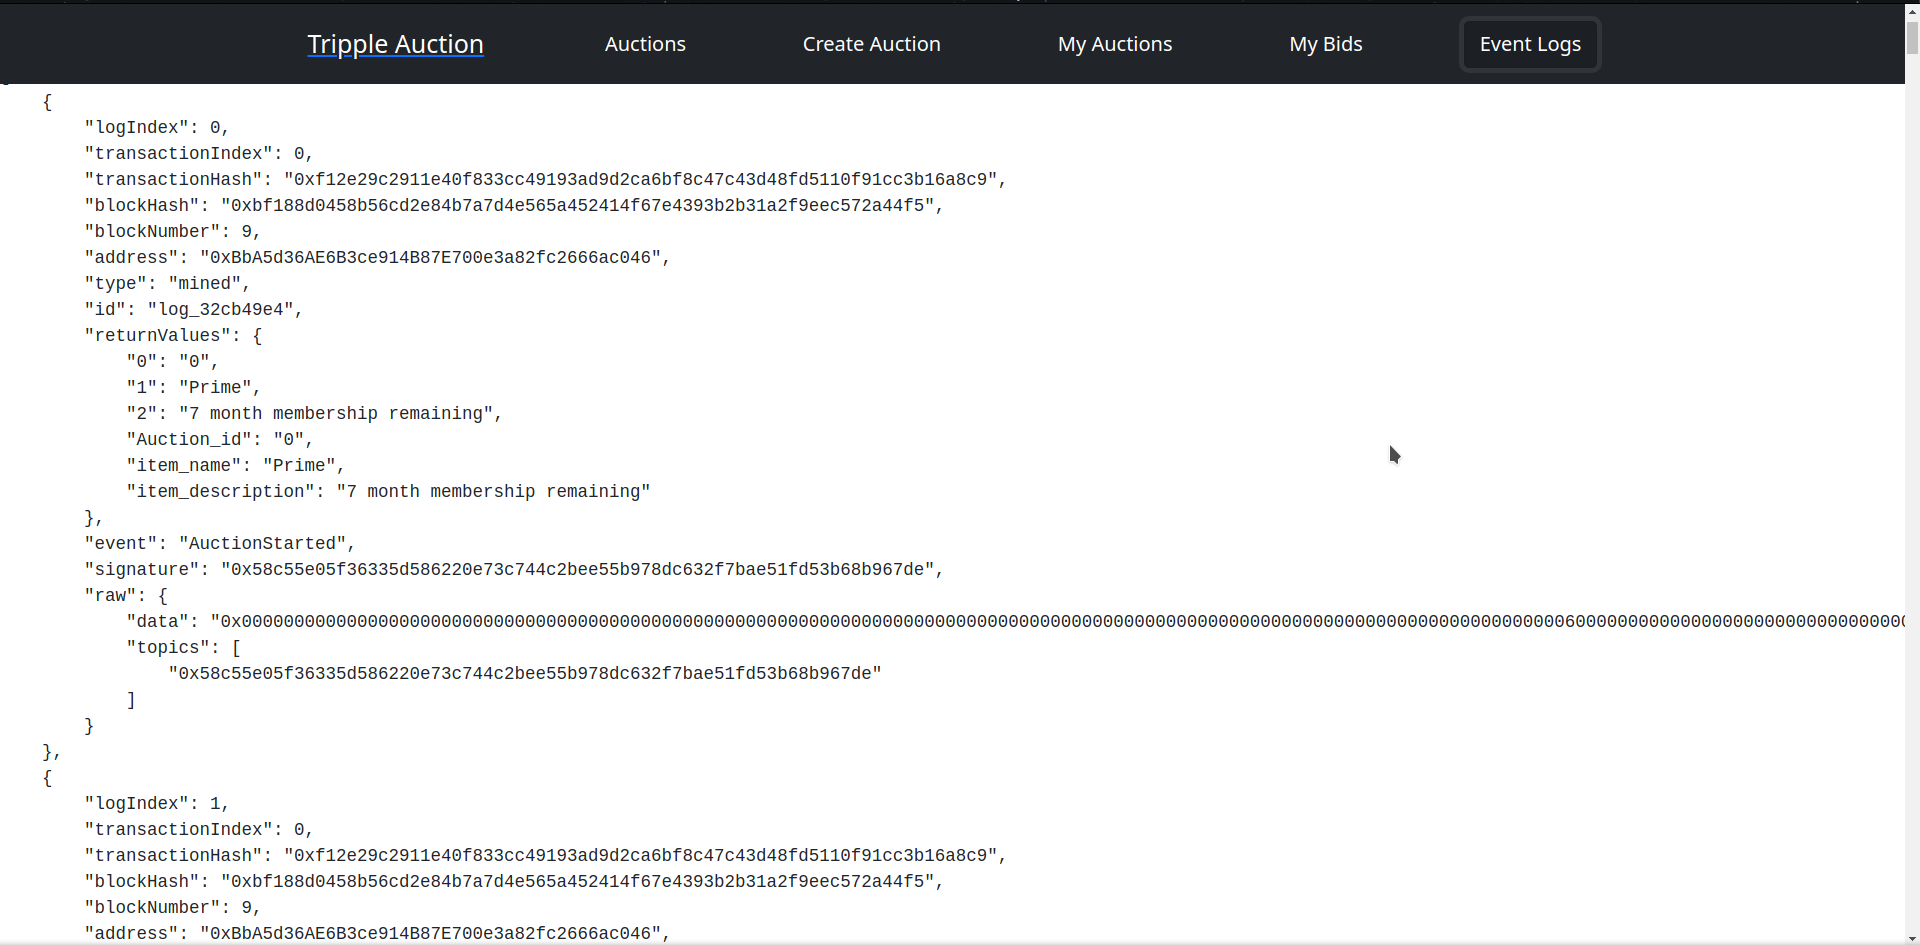 Tripple Auction Auctions Create Auction My Auctions My Bids Event Logs
{
"logIndex": 0,
"transactionIndex": 0,
"transactionHash": "0xf12e29c2911e40f833cc49193ad9d2ca6bf8c47c43d48fd5110f91cc3b16a8c9",
"blockHash": "0xbf188d0458b56cd2e84b7a7d4e565a452414f67e4393b2b31a2f9eec572a44f5",
"blockNumber": 9,
"address": "0xBbA5d36AE6B3ce914B87E700e3a82fc2666ac046",
"type": "mined",
"id": "log_32cb49e4",
"returnValues": {
"0": "0",
"1": "Prime",
"2": "7 month membership remaining",
"Auction_id": "0",
"item_name": "Prime",
"item_description": "7 month membership remaining"
},
"event": "AuctionStarted",
"signature": "0x58c55e05f36335d586220e73c744c2bee55b978dc632f7bae51fd53b68b967de",
"raw": {
"data":
"topics": [
"0x58c55e05f36335d586220e73c744c2bee55b978dc632f7bae51fd53b68b967de"
]
}
},
{
"logIndex": 1,
"transactionIndex": 0,
"transactionHash": "0xf12e29c2911e40f833cc49193ad9d2ca6bf8c47c43d48fd5110f91cc3b16a8c9",
"blockHash": "0xbf188d0458b56cd2e84b7a7d4e565a452414f67e4393b2b31a2f9eec572a44f5",
"blockNumber": 9,
"address": "0xBbA5d36AE6B3ce914B87E700e3a82fc2666ac046",